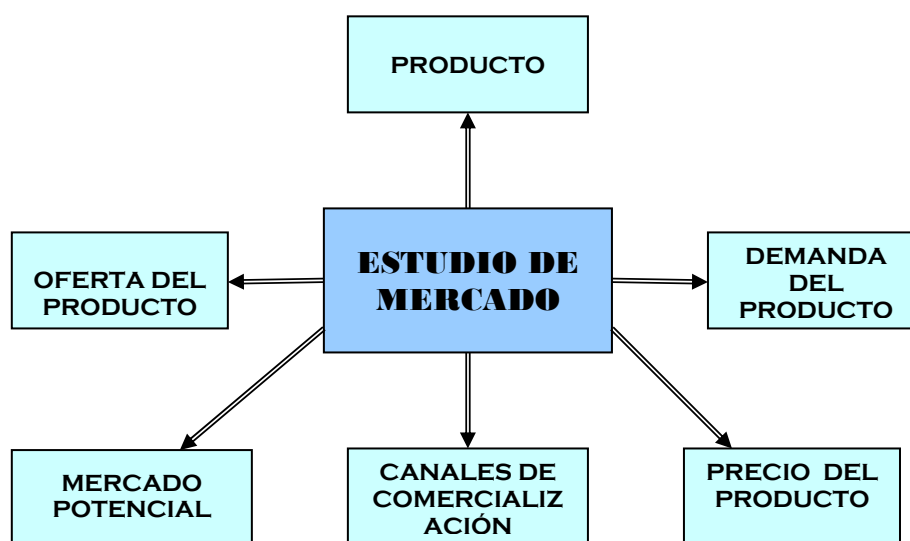 PRODUCTO
ESTUDIO DE
MERCADO
OFERTA DEL
PRODUCTO
DEMANDA
DEL
PRODUCTO
MERCADO
POTENCIAL
CANALES DE
COMERCIALIZ
ACIÓN
PRECIO DEL
PRODUCTO